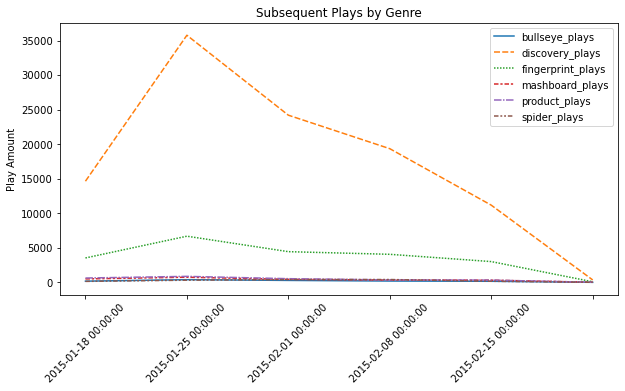 Subsequent Plays by Genre
bullseye_plays
discovery_plays
fingerprint_plays
mashboard_plays
product_plays
spider_plays
Play Amount
35000
30000
25000
20000
15000
10000
5000
0
2015-01-18 00:00:00
2015-01-25 00:00:00
2015-02-01 00:00:00
2015-02-08 00:00:00
2015-02-15 00:00:00